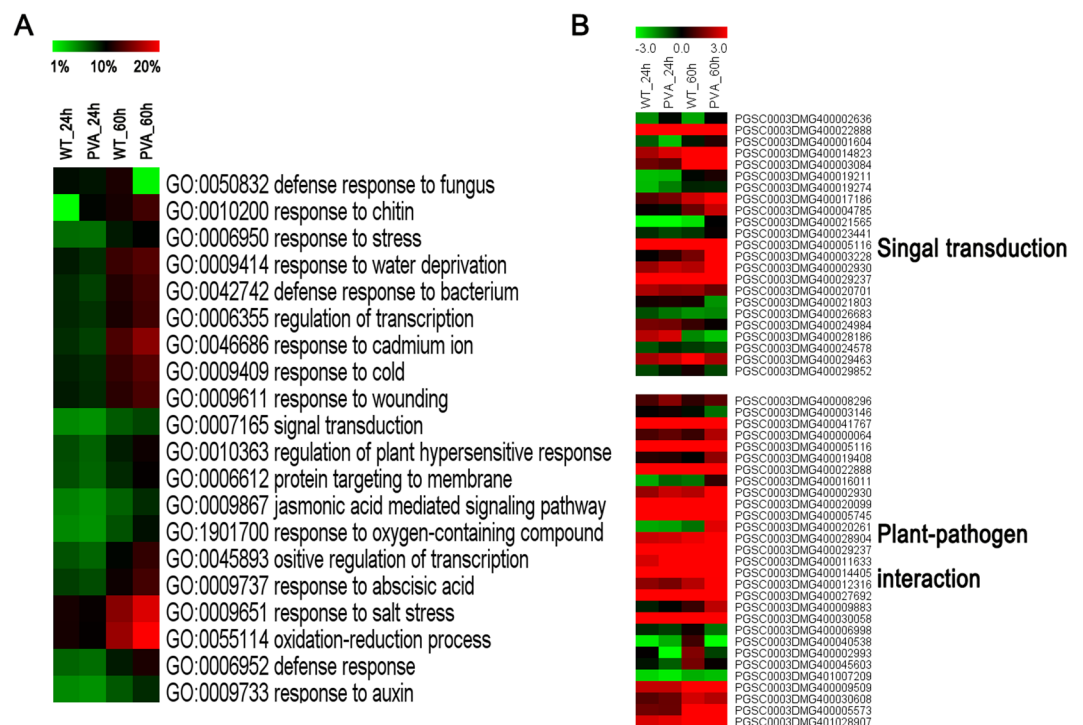 A
1% 10% 20%
WT_24h PVA_24h WT_60h PVA_60h
GO:0050832 defense response to fungus
GO:0010200 response to chitin
GO:0006950 response to stress
GO:0009414 response to water deprivation
GO:0042742 defense response to bacterium
GO:0006355 regulation of transcription
GO:0046686 response to cadmium ion
GO:0009409 response to cold
GO:0009611 response to wounding
GO:0007165 signal transduction
GO:0010363 regulation of plant hypersensitive response
GO:0006612 protein targeting to membrane
GO:0009867 jasmonic acid mediated signaling pathway
GO:1901700 response to oxygen-containing compound
GO:0045893 ositive regulation of transcription
GO:0009737 response to abscisic acid
GO:0009651 response to salt stress
GO:0055114 oxidation-reduction process
GO:0006952 defense response
GO:0009733 response to auxin
B
-3.0 0.0 3.0
WT_24h PVA_24h WT_60h PVA_60h
PGSC0003DMG400002636
PGSC0003DMG400022888
PGSC0003DMG400001604
PGSC0003DMG400014823
PGSC0003DMG400003084
PGSC0003DMG400019211
PGSC0003DMG400019274
PGSC0003DMG400017186
PGSC0003DMG400004785
PGSC0003DMG400021565
PGSC0003DMG400023441
PGSC0003DMG400005116
PGSC0003DMG400003228
PGSC0003DMG400002930
PGSC0003DMG400029237
PGSC0003DMG400020701
PGSC0003DMG400021803
PGSC0003DMG400026683
PGSC0003DMG400024984
PGSC0003DMG400028186
PGSC0003DMG400024578
PGSC0003DMG400029463
PGSC0003DMG400029852
Singal transduction
PGSC0003DMG400008296
PGSC0003DMG400003146
PGSC0003DMG400041767
PGSC0003DMG400000064
PGSC0003DMG400005116
PGSC0003DMG400019408
PGSC0003DMG400022888
PGSC0003DMG400016011
PGSC0003DMG400002930
PGSC0003DMG400020099
PGSC0003DMG400005745
PGSC0003DMG400020261
PGSC0003DMG400028904
PGSC0003DMG400029237
PGSC0003DMG400011633
PGSC0003DMG400014405
PGSC0003DMG400012316
PGSC0003DMG400027692
PGSC0003DMG400009883
PGSC0003DMG400030058
PGSC0003DMG400006998
PGSC0003DMG400040538
PGSC0003DMG400002993
PGSC0003DMG400045603
PGSC0003DMG401007209
PGSC0003DMG400009509
PGSC0003DMG400030608
PGSC0003DMG400005573
PGSC0003DMG401028907
Plant-pathogen
interaction